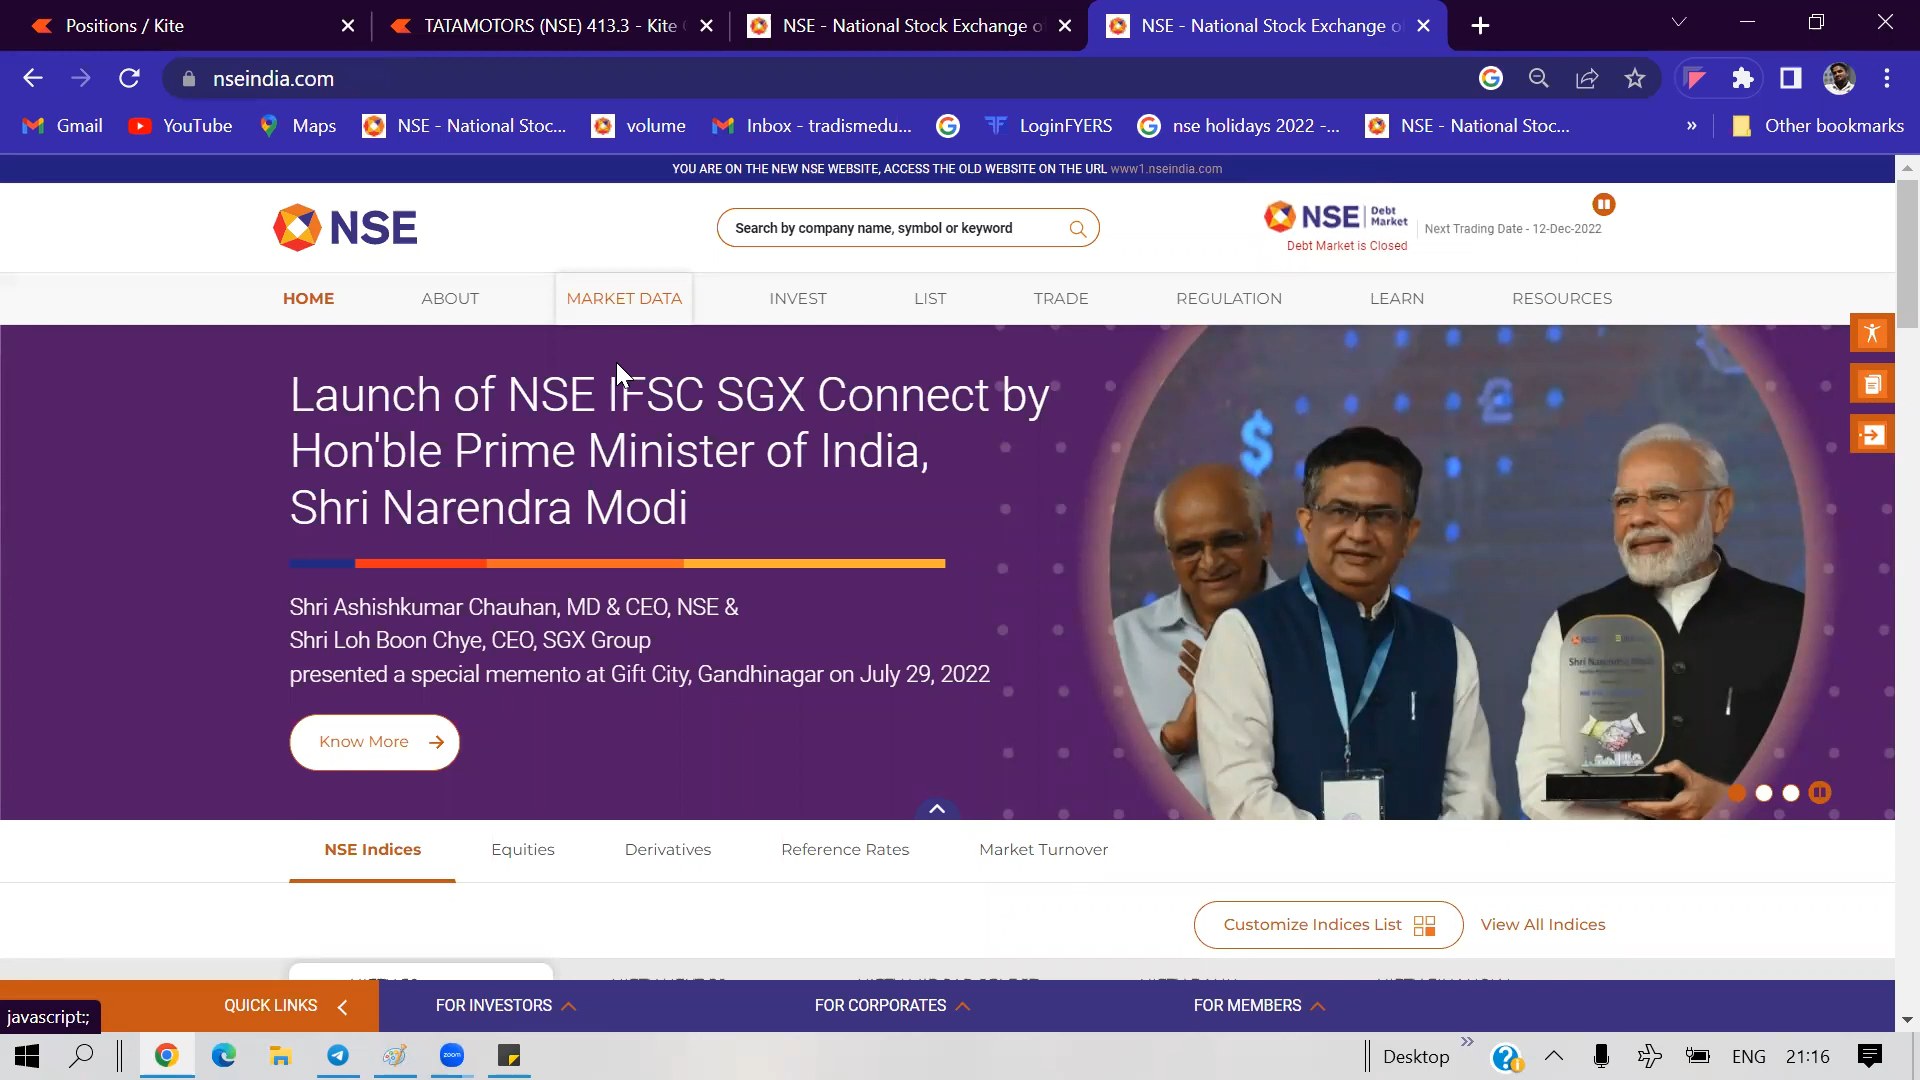 Positions / Kite
TATAMOTORS (NSE) 413.3 - Kite
NSE - National Stock Exchange o
NSE - National Stock Exchange of
nseindia.com
Gmail
YouTube
Maps
NSE - National Stoc...
volume
Inbox - tradismedu...
LoginFYERS
nse holidays 2022 -...
NSE - National Stoc...
»
Other bookmarks
YOU ARE ON THE NEW NSE WEBSITE, ACCESS THE OLD WEBSITE ON THE URL www1.nseindia.com
NSE
Search by company name, symbol or keyword
NSE Debt Market
Debt Market is Closed
Next Trading Date - 12-Dec-2022
HOME
ABOUT
MARKET DATA
INVEST
LIST
TRADE
REGULATION
LEARN
RESOURCES
Launch of NSE IFSC SGX Connect by
Hon'ble Prime Minister of India,
Shri Narendra Modi
Shri Ashishkumar Chauhan, MD & CEO, NSE &
Shri Loh Boon Chye, CEO, SGX Group
presented a special memento at Gift City, Gandhinagar on July 29, 2022
Know More
NSE Indices
Equities
Derivatives
Reference Rates
Market Turnover
Customize Indices List
View All Indices
QUICK LINKS
FOR INVESTORS
FOR CORPORATES
FOR MEMBERS
javascript:;
zoom
Desktop
»
ENG
21:16